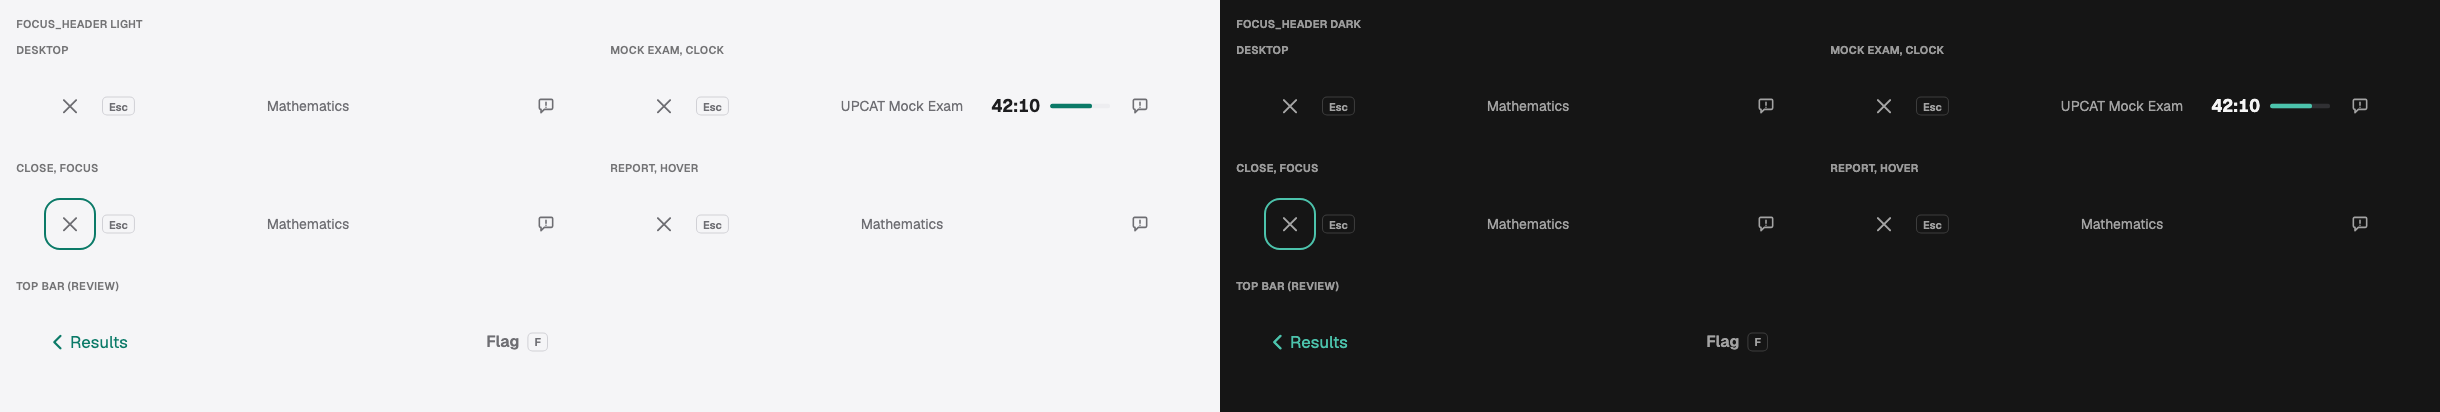 FOCUS_HEADER LIGHT
DESKTOP
MOCK EXAM, CLOCK
Esc
Mathematics
Esc
UPCAT Mock Exam
42:10
CLOSE, FOCUS
REPORT, HOVER
Esc
Mathematics
Esc
Mathematics
TOP BAR (REVIEW)
Results
Flag F
FOCUS_HEADER DARK
DESKTOP
MOCK EXAM, CLOCK
Esc
Mathematics
Esc
UPCAT Mock Exam
42:10
CLOSE, FOCUS
REPORT, HOVER
Esc
Mathematics
Esc
Mathematics
TOP BAR (REVIEW)
Results
Flag F